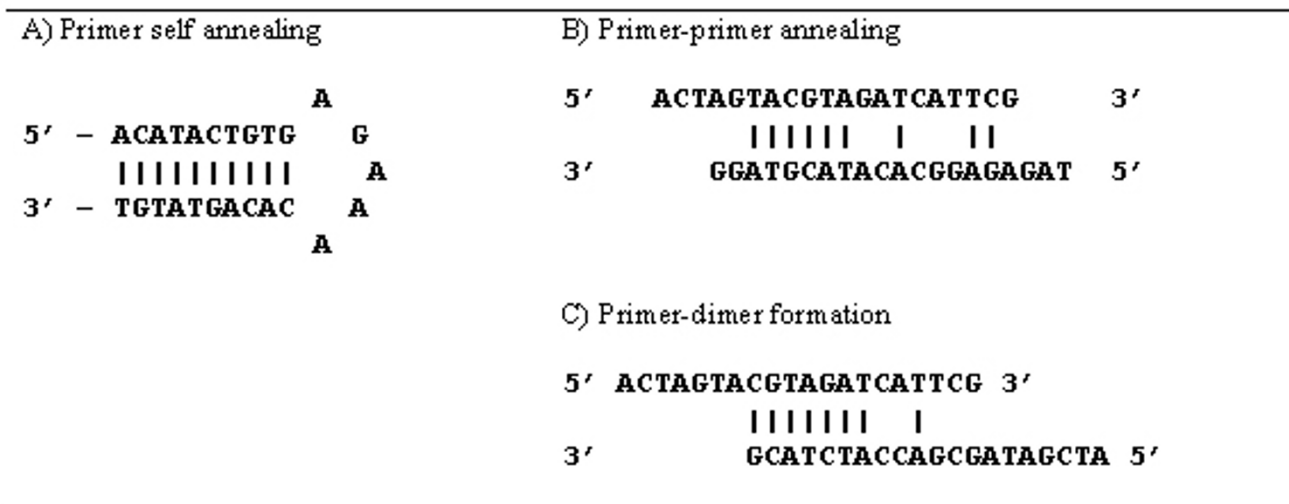 A) Primer self annealing
A
5′ – ACATACTGTG G
| | | | | | | | | | A
3′ – TGTATGACAC A
A
B) Primer-primer annealing
5′ ACTAGTACGTAGATCATTCG 3′
| | | | | | | | |
3′ GGATGCATACACGGAGAGAT 5′
C) Primer-dimer formation
5′ ACTAGTACGTAGATCATTCG 3′
| | | | | | | |
3′ GCATCTACCAGCGATAGCTA 5′